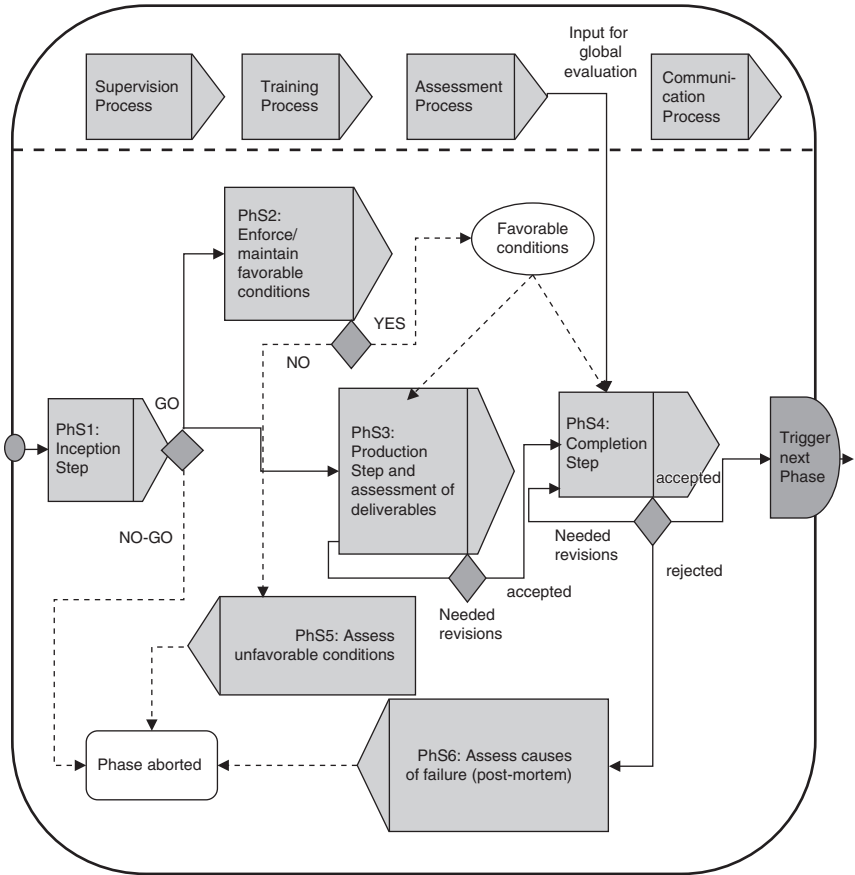 Input for
global
evaluation
Supervision
Process
Training
Process
Assessment
Process
Communi-
cation
Process
PhS2:
Enforce/
maintain
favorable
conditions
Favorable
conditions
YES
NO
GO
PhS1:
Inception
Step
PhS3:
Production
Step and
assessment of
deliverables
PhS4:
Completion
Step
accepted
Trigger
next
Phase
NO-GO
Needed
revisions
rejected
accepted
Needed
revisions
PhS5: Assess
unfavorable conditions
Phase aborted
PhS6: Assess causes
of failure (post-mortem)